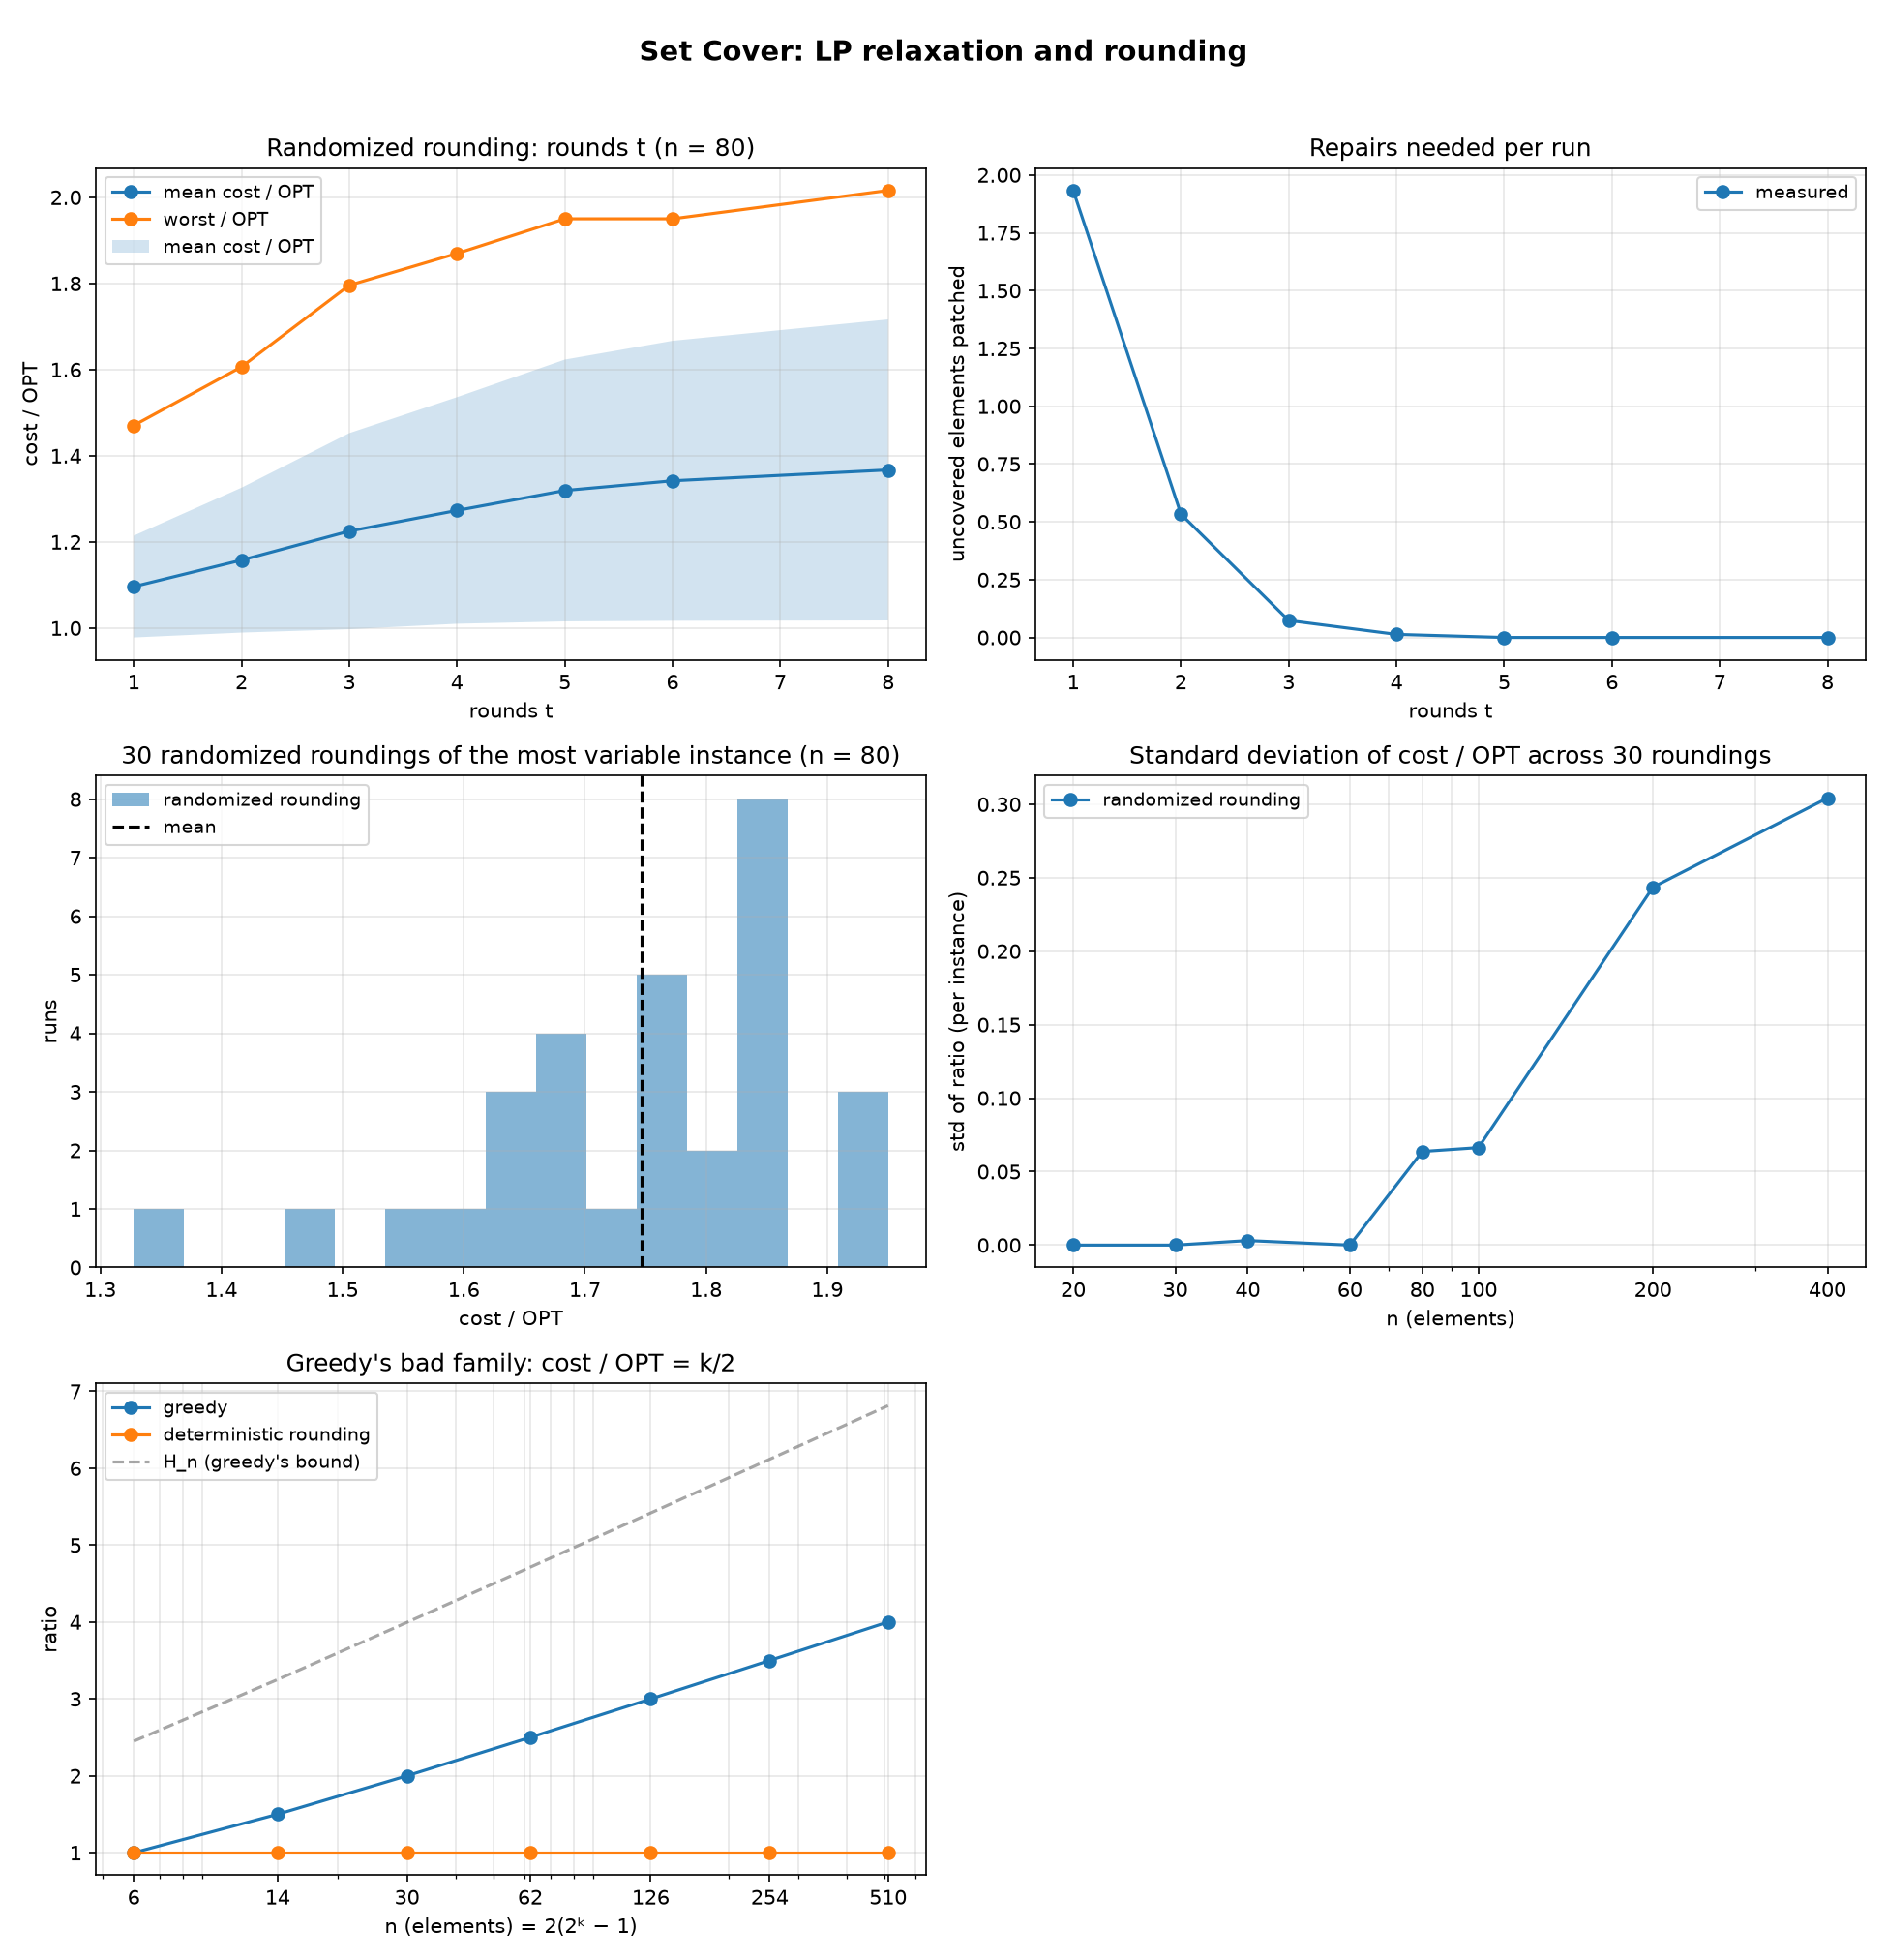 Set Cover: LP relaxation and rounding
Randomized rounding: rounds t (n = 80)
mean cost / OPT
worst / OPT
mean cost / OPT
cost / OPT
2.0
1.8
1.6
1.4
1.2
1.0
1 2 3 4 5 6 7 8
rounds t
Repairs needed per run
measured
uncovered elements patched
2.00
1.75
1.50
1.25
1.00
0.75
0.50
0.25
0.00
1 2 3 4 5 6 7 8
rounds t
30 randomized roundings of the most variable instance (n = 80)
randomized rounding
mean
runs
8
7
6
5
4
3
2
1
0
1.3 1.4 1.5 1.6 1.7 1.8 1.9
cost / OPT
Standard deviation of cost / OPT across 30 roundings
randomized rounding
std of ratio (per instance)
0.30
0.25
0.20
0.15
0.10
0.05
0.00
20 30 40 60 80 100 200 400
n (elements)
Greedy's bad family: cost / OPT = k/2
greedy
deterministic rounding
H_n (greedy's bound)
ratio
7
6
5
4
3
2
1
6 14 30 62 126 254 510
n (elements) = 2(2ᵏ − 1)